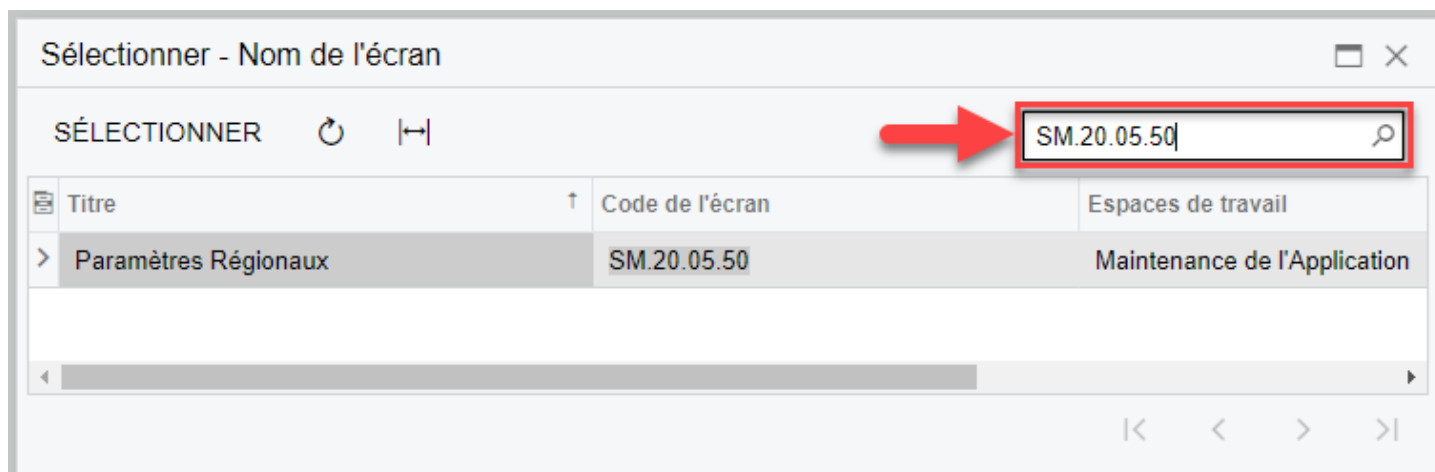 Sélectionner - Nom de l'écran
SÉLECTIONNER
SM.20.05.50
Titre Code de l'écran Espaces de travail
Paramètres Régionaux SM.20.05.50 Maintenance de l'Application